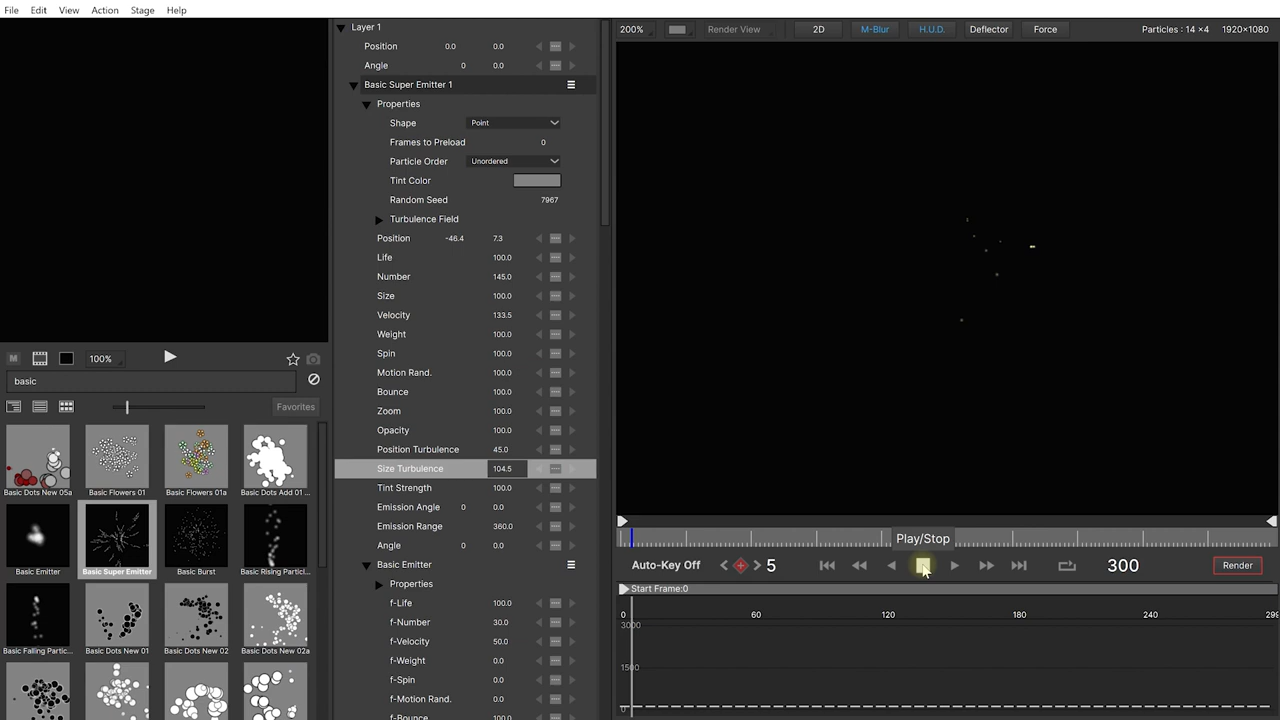 File Edit View Action Stage Help
M 100%
basic
Favorites
Basic Dots New 05a Basic Flowers 01 Basic Flowers 01a Basic Dots Add 01 ...
Basic Emitter Basic Super Emitter Basic Burst Basic Rising Particl...
Basic Falling Partic... Basic Dots New 01 Basic Dots New 02 Basic Dots New 02a
Layer 1
Position 0.0 0.0
Angle 0 0.0
Basic Super Emitter 1
Properties
Shape Point
Frames to Preload 0
Particle Order Unordered
Tint Color
Random Seed 7967
Turbulence Field
Position -46.4 7.3
Life 100.0
Number 145.0
Size 100.0
Velocity 133.5
Weight 100.0
Spin 100.0
Motion Rand. 100.0
Bounce 100.0
Zoom 100.0
Opacity 100.0
Position Turbulence 45.0
Size Turbulence 104.5
Tint Strength 100.0
Emission Angle 0 0.0
Emission Range 360.0
Angle 0 0.0
Basic Emitter
Properties
f-Life 100.0
f-Number 30.0
f-Velocity 50.0
f-Weight 0.0
f-Spin 0.0
f-Motion Rand. 0.0
f-Bounce 100.0
200% Render View 2D M-Blur H.U.D. Deflector Force Particles : 14 ×4 1920×1080
Play/Stop
Auto-Key Off 5 300 Render
Start Frame:0
0 60 120 180 240 299
3000
1500
0